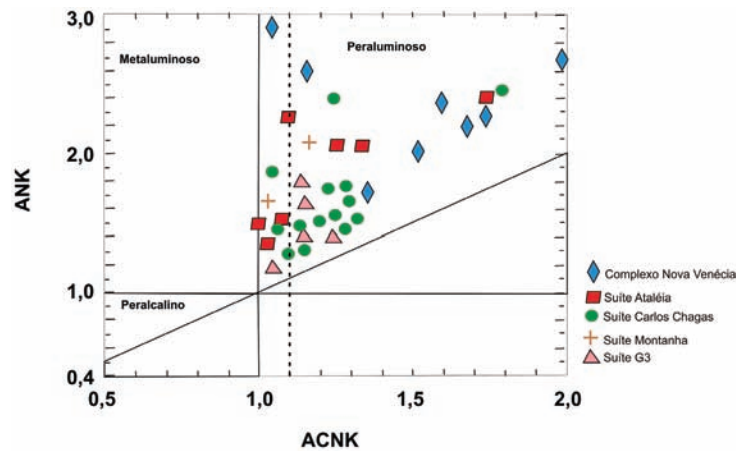 3,0
Metaluminoso
Peraluminoso
2,0
ANK
1,0
Peralcalino
0,4
0,5
1,0
1,5
2,0
ACNK
Complexo Nova Venécia
Suíte Ataléia
Suíte Carlos Chagas
Suíte Montanha
Suíte G3